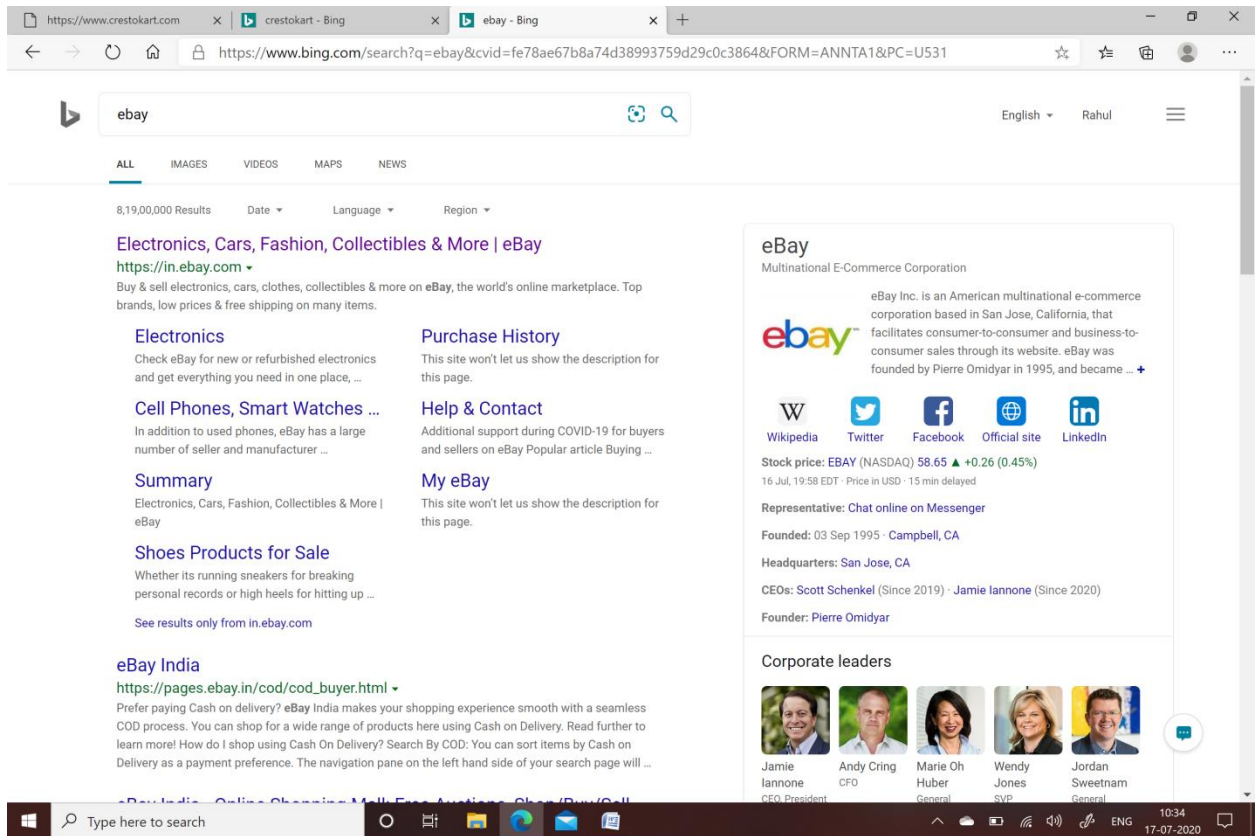 https://www.crestokart.com
crestokart - Bing
ebay - Bing
https://www.bing.com/search?q=ebay&cvid=fe78ae67b8a74d38993759d29c0c3864&FORM=ANNTA1&PC=U531
ebay
English
Rahul
ALL IMAGES VIDEOS MAPS NEWS
8,19,00,000 Results Date Language Region
Electronics, Cars, Fashion, Collectibles & More | eBay
https://in.ebay.com
Buy & sell electronics, cars, clothes, collectibles & more on eBay, the world's online marketplace. Top
brands, low prices & free shipping on many items.
Electronics
Check eBay for new or refurbished electronics
and get everything you need in one place, ...
Cell Phones, Smart Watches ...
In addition to used phones, eBay has a large
number of seller and manufacturer ...
Summary
Electronics, Cars, Fashion, Collectibles & More |
eBay
Shoes Products for Sale
Whether its running sneakers for breaking
personal records or high heels for hitting up ...
See results only from in.ebay.com
Purchase History
This site won't let us show the description for
this page.
Help & Contact
Additional support during COVID-19 for buyers
and sellers on eBay Popular article Buying ...
My eBay
This site won't let us show the description for
this page.
eBay India
https://pages.ebay.in/cod/cod_buyer.html
Prefer paying Cash on delivery? eBay India makes your shopping experience smooth with a seamless
COD process. You can shop for a wide range of products here using Cash on Delivery. Read further to
learn more! How do I shop using Cash On Delivery? Search By COD: You can sort items by Cash on
Delivery as a payment preference. The navigation pane on the left hand side of your search page will ...
eBay India - Online Shopping Mall: Free Auctions, Shop/Buy/Sell
eBay
Multinational E-Commerce Corporation
ebay
eBay Inc. is an American multinational e-commerce
corporation based in San Jose, California, that
facilitates consumer-to-consumer and business-to-
consumer sales through its website. eBay was
founded by Pierre Omidyar in 1995, and became ... +
W
Wikipedia Twitter Facebook Official site LinkedIn
Stock price: EBAY (NASDAQ) 58.65 ▲ +0.26 (0.45%)
16 Jul, 19:58 EDT · Price in USD · 15 min delayed
Representative: Chat online on Messenger
Founded: 03 Sep 1995 · Campbell, CA
Headquarters: San Jose, CA
CEOs: Scott Schenkel (Since 2019) · Jamie Iannone (Since 2020)
Founder: Pierre Omidyar
Corporate leaders
Jamie Iannone
CEO, President
Andy Cring
CFO
Marie Oh Huber
General
Wendy Jones
SVP
Jordan Sweetnam
General
Type here to search
ENG
10:34
17-07-2020